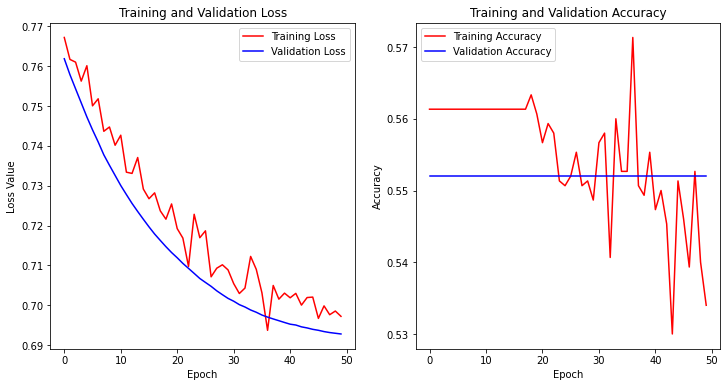 Training and Validation Loss
Training Loss
Validation Loss
0.77
0.76
0.75
0.74
0.73
0.72
0.71
0.70
0.69
Loss Value
0 10 20 30 40 50
Epoch
Training and Validation Accuracy
Training Accuracy
Validation Accuracy
0.57
0.56
0.55
0.54
0.53
Accuracy
0 10 20 30 40 50
Epoch